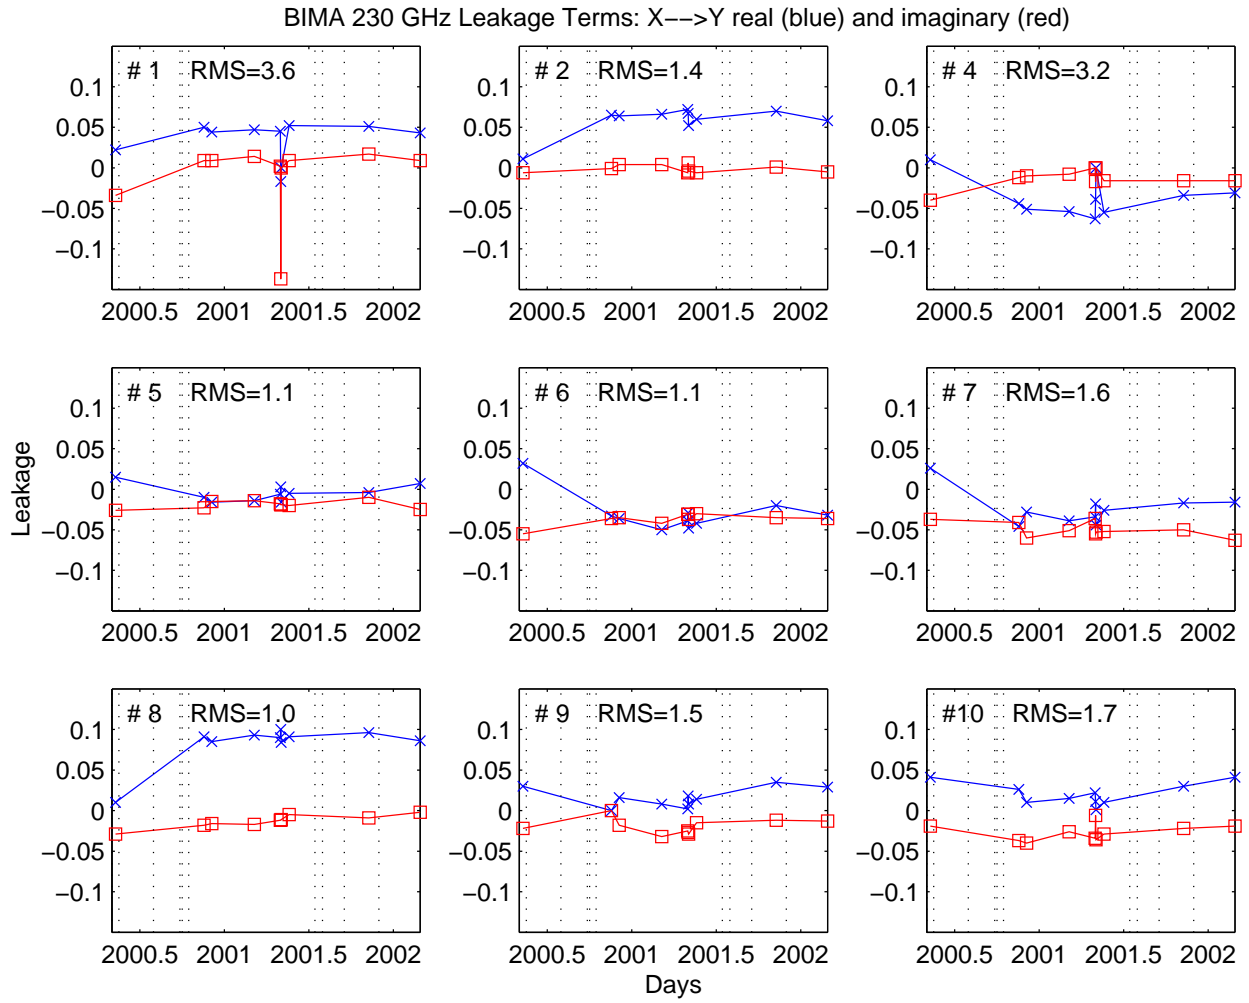 BIMA 230 GHz Leakage Terms: X−−>Y real (blue) and imaginary (red)
# 1 RMS=3.6
0.1
0.05
0
−0.05
−0.1
2000.5 2001 2001.5 2002
# 2 RMS=1.4
0.1
0.05
0
−0.05
−0.1
2000.5 2001 2001.5 2002
# 4 RMS=3.2
0.1
0.05
0
−0.05
−0.1
2000.5 2001 2001.5 2002
Leakage
# 5 RMS=1.1
0.1
0.05
0
−0.05
−0.1
2000.5 2001 2001.5 2002
# 6 RMS=1.1
0.1
0.05
0
−0.05
−0.1
2000.5 2001 2001.5 2002
# 7 RMS=1.6
0.1
0.05
0
−0.05
−0.1
2000.5 2001 2001.5 2002
# 8 RMS=1.0
0.1
0.05
0
−0.05
−0.1
2000.5 2001 2001.5 2002
# 9 RMS=1.5
0.1
0.05
0
−0.05
−0.1
2000.5 2001 2001.5 2002
Days
#10 RMS=1.7
0.1
0.05
0
−0.05
−0.1
2000.5 2001 2001.5 2002